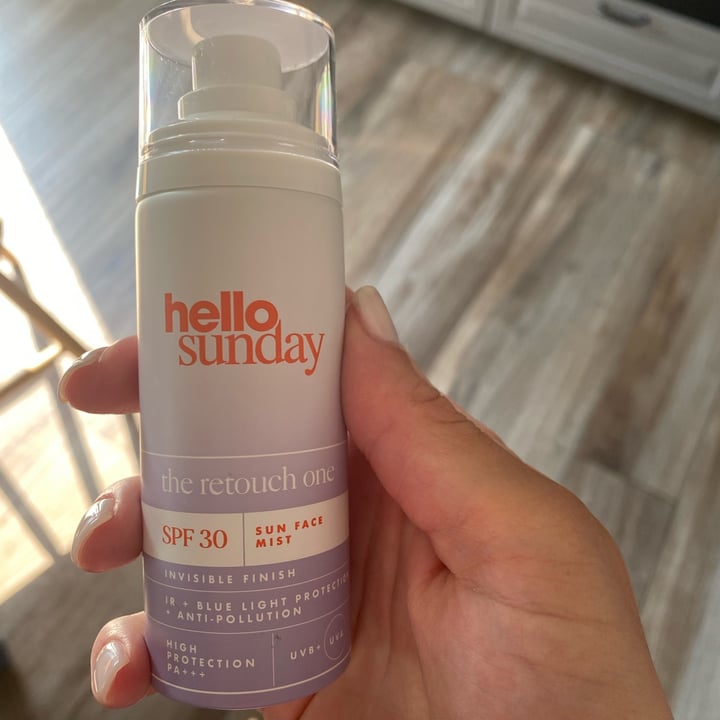 hello
sunday
the retouch one
SPF 30
SUN FACE
MIST
INVISIBLE FINISH
IR + BLUE LIGHT PROTECTIO
+ ANTI-POLLUTION
HIGH
PROTECTION
PA+++
UVB+
UVA